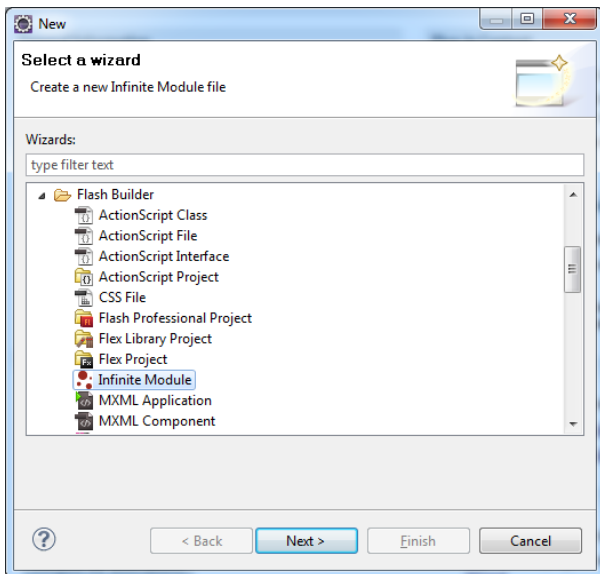 New
Select a wizard
Create a new Infinite Module file
Wizards:
type filter text
Flash Builder
ActionScript Class
ActionScript File
ActionScript Interface
ActionScript Project
CSS File
Flash Professional Project
Flex Library Project
Flex Project
Infinite Module
MXML Application
MXML Component
< Back Next > Finish Cancel